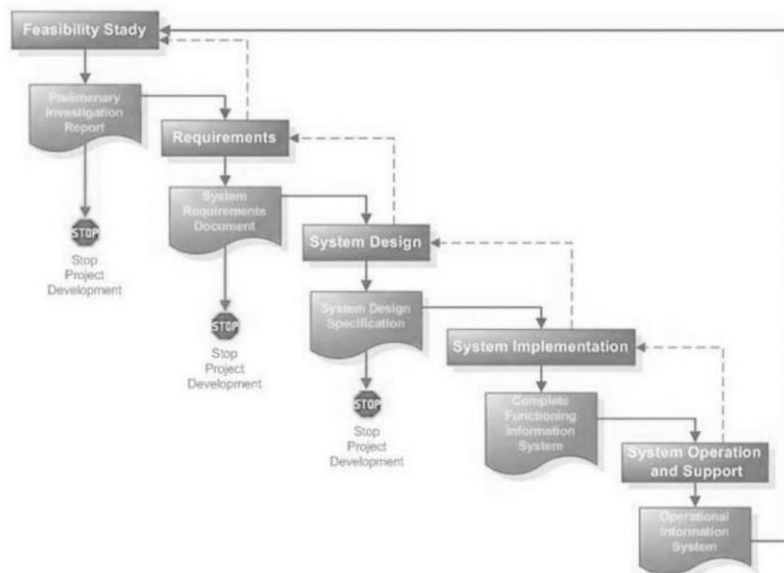 Feasibility Stady
Prelimenary
Investigation
Report
Requirements
STOP
Stop
Project
Development
System
Requirements
Document
System Design
STOP
Stop
Project
Development
System Design
Specification
System Implementation
STOP
Stop
Project
Development
Complete
Functioning
Information
System
System Operation
and Support
Operational
Information
System